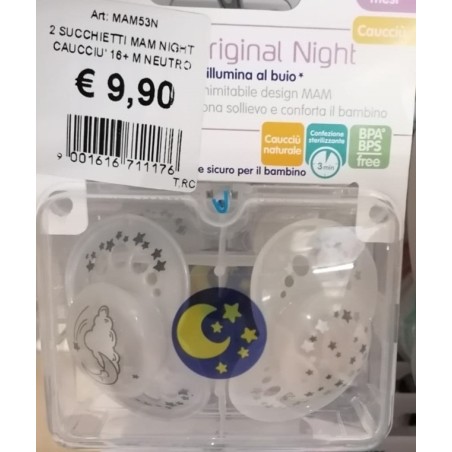 Art: MAM53N
2 SUCCHIETTI MAM NIGHT
CAUCCIU' 16+ M NEUTRO
€ 9,90
9 001616 711176
T.RC
mesi
Caucciù
riginal Night
illumina al buio*
nimitabile design MAM
ona sollievo e conforta il bambino
Caucciù
naturale
Confezione
sterilizzante
3 min
BPA
BPS
free
e sicuro per il bambino